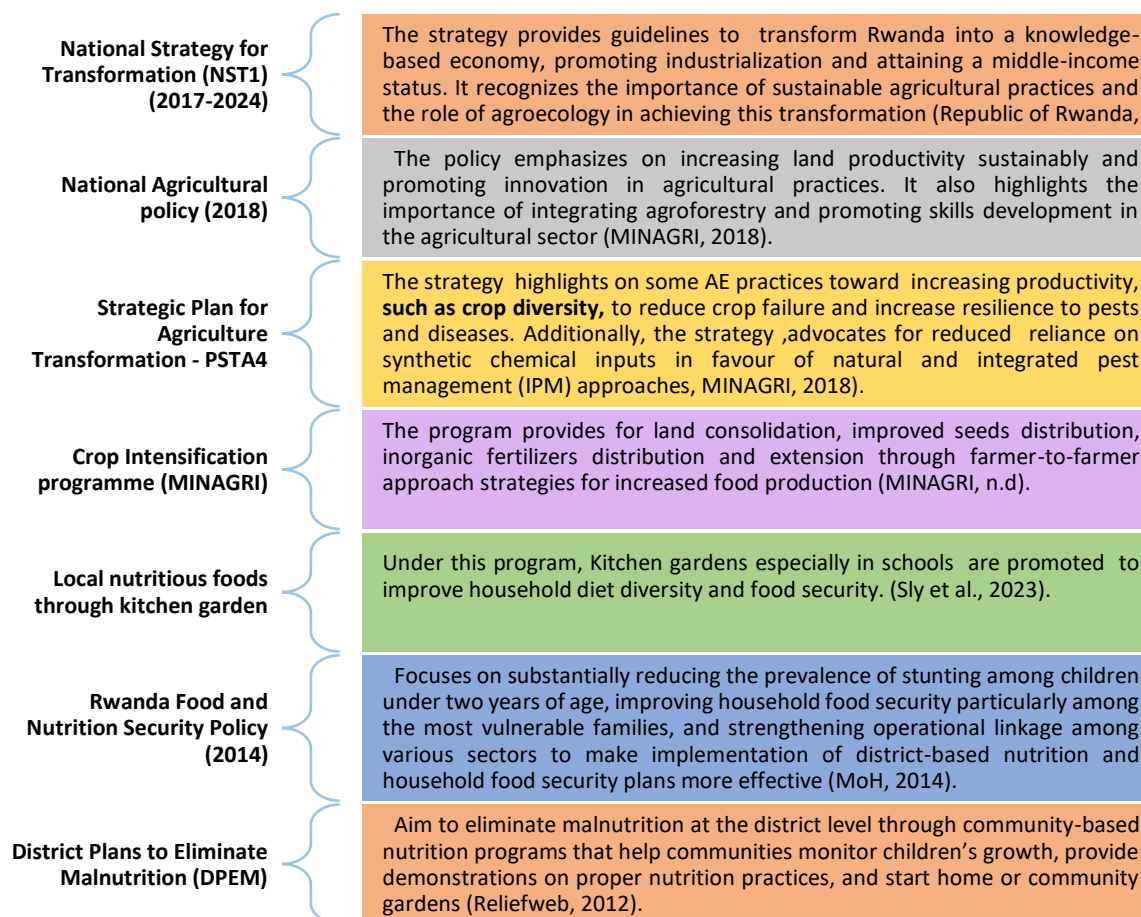 National Strategy for
Transformation (NST1)
(2017-2024)
The strategy provides guidelines to transform Rwanda into a knowledge-
based economy, promoting industrialization and attaining a middle-income
status. It recognizes the importance of sustainable agricultural practices and
the role of agroecology in achieving this transformation (Republic of Rwanda,
National Agricultural
policy (2018)
The policy emphasizes on increasing land productivity sustainably and
promoting innovation in agricultural practices. It also highlights the
importance of integrating agroforestry and promoting skills development in
the agricultural sector (MINAGRI, 2018).
Strategic Plan for
Agriculture
Transformation - PSTA4
The strategy highlights on some AE practices toward increasing productivity,
such as crop diversity, to reduce crop failure and increase resilience to pests
and diseases. Additionally, the strategy ,advocates for reduced reliance on
synthetic chemical inputs in favour of natural and integrated pest
management (IPM) approaches, MINAGRI, 2018).
Crop Intensification
programme (MINAGRI)
The program provides for land consolidation, improved seeds distribution,
inorganic fertilizers distribution and extension through farmer-to-farmer
approach strategies for increased food production (MINAGRI, n.d).
Local nutritious foods
through kitchen garden
Under this program, Kitchen gardens especially in schools are promoted to
improve household diet diversity and food security. (Sly et al., 2023).
Rwanda Food and
Nutrition Security Policy
(2014)
Focuses on substantially reducing the prevalence of stunting among children
under two years of age, improving household food security particularly among
the most vulnerable families, and strengthening operational linkage among
various sectors to make implementation of district-based nutrition and
household food security plans more effective (MoH, 2014).
District Plans to Eliminate
Malnutrition (DPEM)
Aim to eliminate malnutrition at the district level through community-based
nutrition programs that help communities monitor children’s growth, provide
demonstrations on proper nutrition practices, and start home or community
gardens (Reliefweb, 2012).